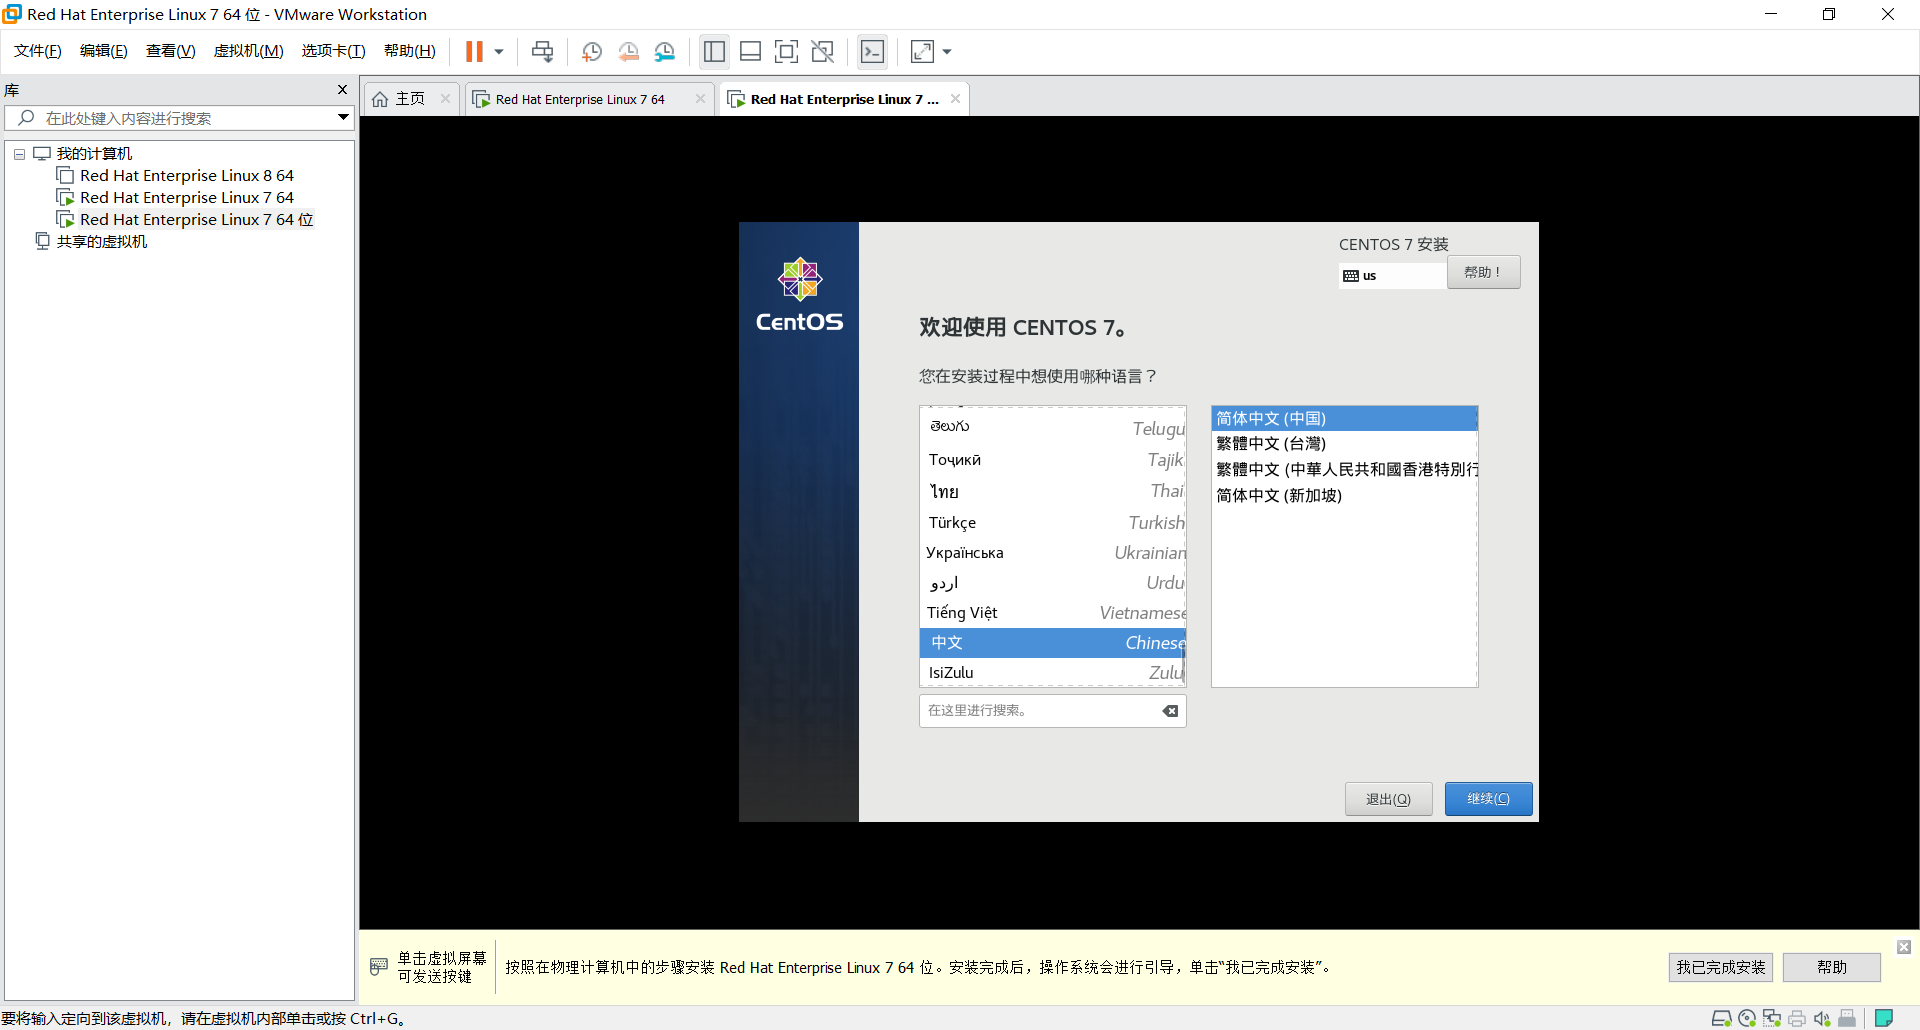 Red Hat Enterprise Linux 7 64 位 - VMware Workstation
文件(F) 编辑(E) 查看(V) 虚拟机(M) 选项卡(T) 帮助(H)
库
在此处键入内容进行搜索
我的计算机
Red Hat Enterprise Linux 8 64
Red Hat Enterprise Linux 7 64
Red Hat Enterprise Linux 7 64 位
共享的虚拟机
主页
Red Hat Enterprise Linux 7 64
Red Hat Enterprise Linux 7 ...
CentOS
CENTOS 7 安装
us
帮助！
欢迎使用 CENTOS 7。
您在安装过程中想使用哪种语言？
తెలుగు Telugu
Тоҷикӣ Tajik
ไทย Thai
Türkçe Turkish
Українська Ukrainian
اردو Urdu
Tiếng Việt Vietnamese
中文 Chinese
IsiZulu Zulu
简体中文 (中国)
繁體中文 (台灣)
繁體中文 (中華人民共和國香港特別行
简体中文 (新加坡)
在这里进行搜索。
退出(Q)
继续(C)
单击虚拟屏幕
可发送按键
按照在物理计算机中的步骤安装 Red Hat Enterprise Linux 7 64 位。安装完成后，操作系统会进行引导，单击“我已完成安装”。
我已完成安装
帮助
要将输入定向到该虚拟机，请在虚拟机内部单击或按 Ctrl+G。